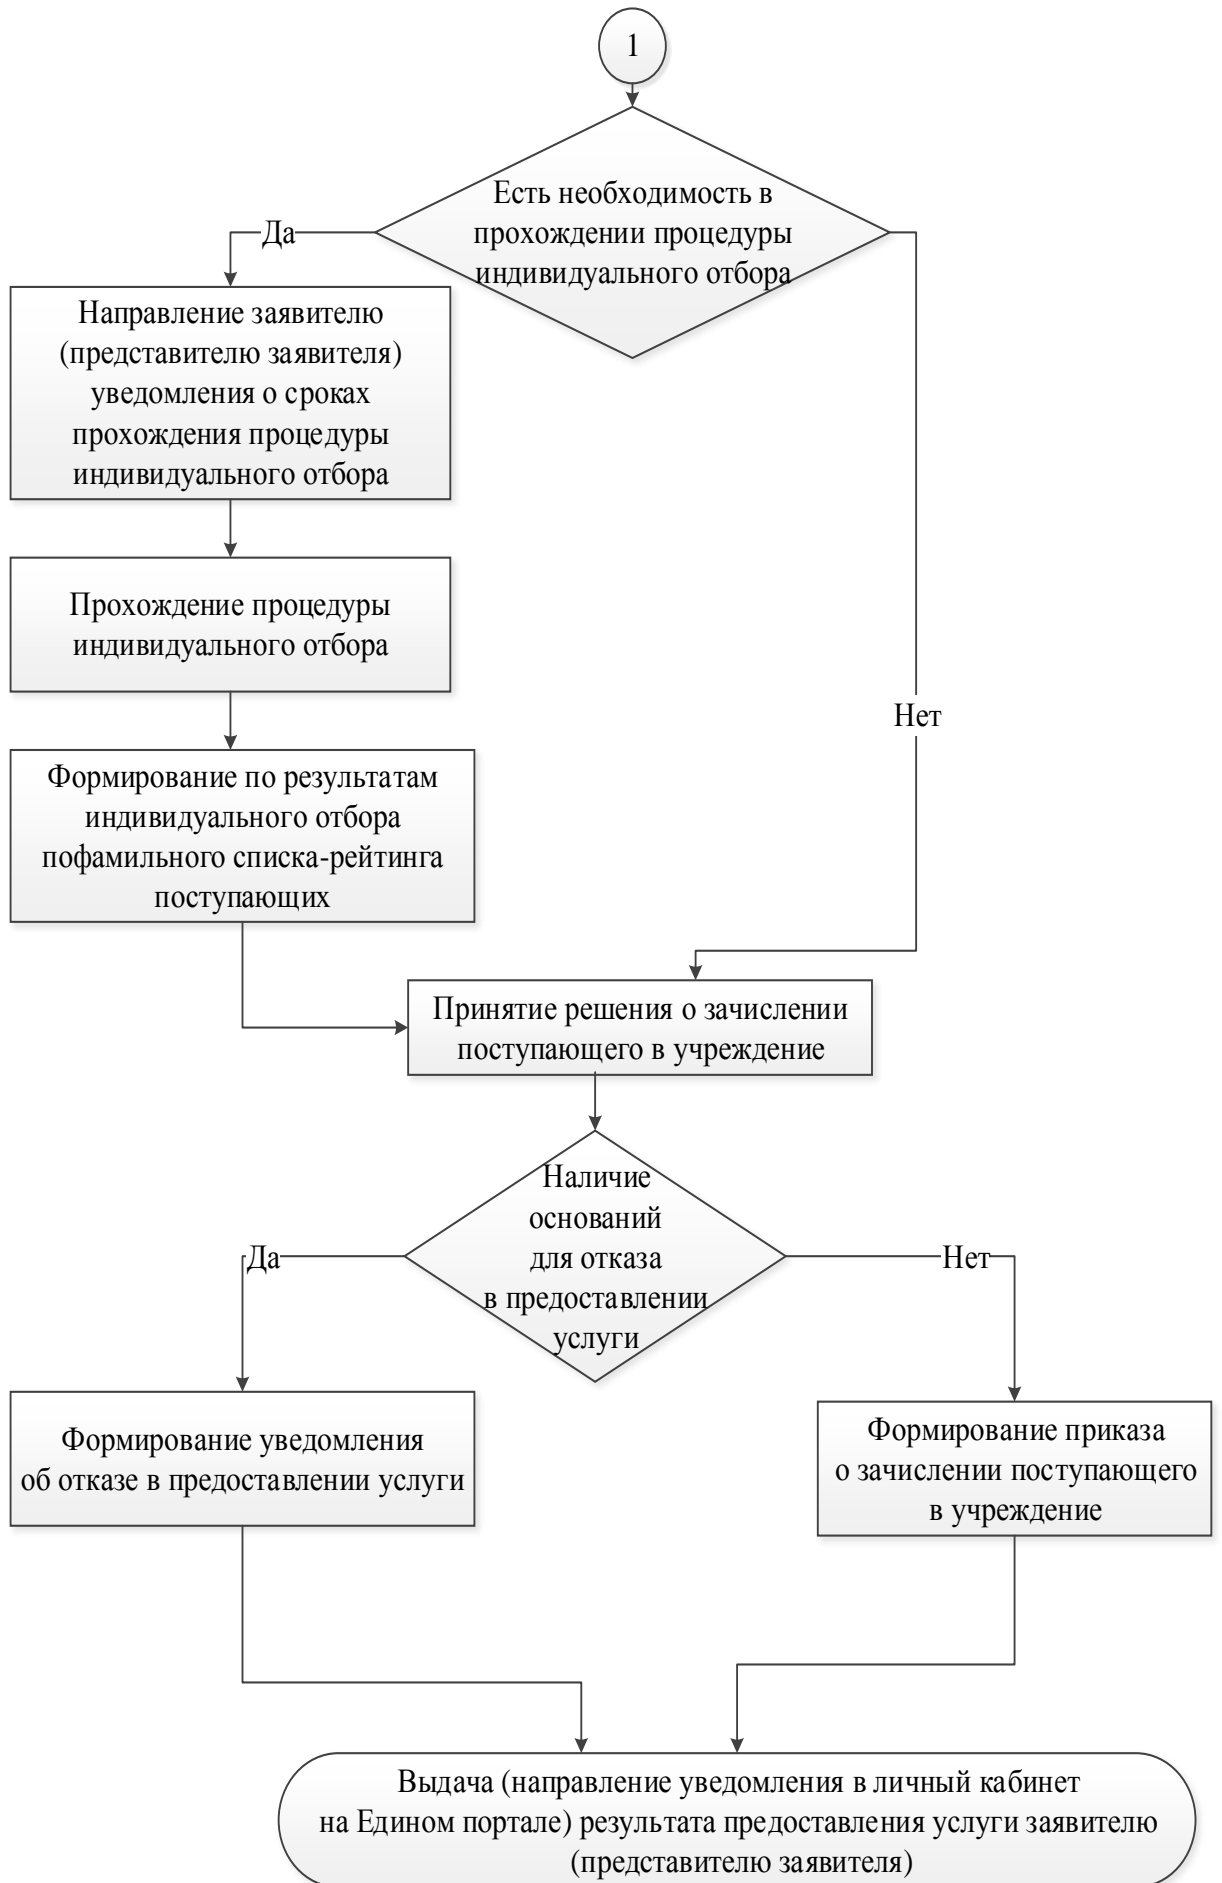 1
Есть необходимость в
прохождении процедуры
индивидуального отбора
Да
Направление заявителю
(представителю заявителя)
уведомления о сроках
прохождения процедуры
индивидуального отбора
Прохождение процедуры
индивидуального отбора
Нет
Формирование по результатам
индивидуального отбора
пофамильного списка-рейтинга
поступающих
Принятие решения о зачислении
поступающего в учреждение
Наличие
оснований
для отказа
в предоставлении
услуги
Да
Нет
Формирование уведомления
об отказе в предоставлении услуги
Формирование приказа
о зачислении поступающего
в учреждение
Выдача (направление уведомления в личный кабинет
на Едином портале) результата предоставления услуги заявителю
(представителю заявителя)